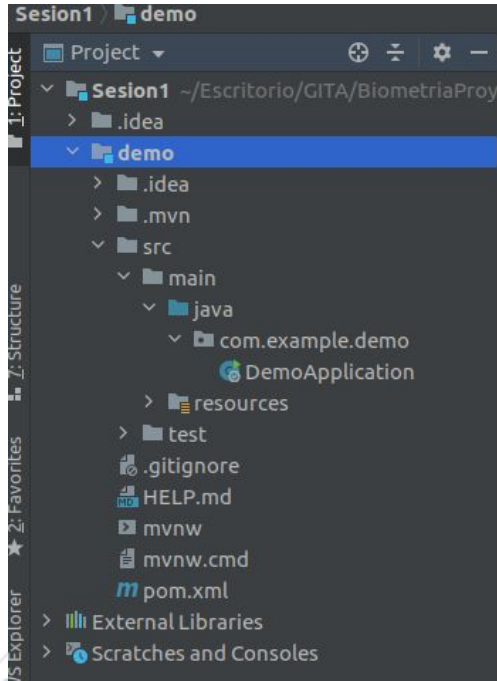 Sesion1 demo
Project
Sesion1 ~/Escritorio/GITA/BiometriaProy
.idea
demo
.idea
.mvn
src
main
java
com.example.demo
DemoApplication
resources
test
.gitignore
MD HELP.md
mvnw
mvnw.cmd
m pom.xml
External Libraries
Scratches and Consoles
1: Project
7: Structure
2: Favorites
Explorer